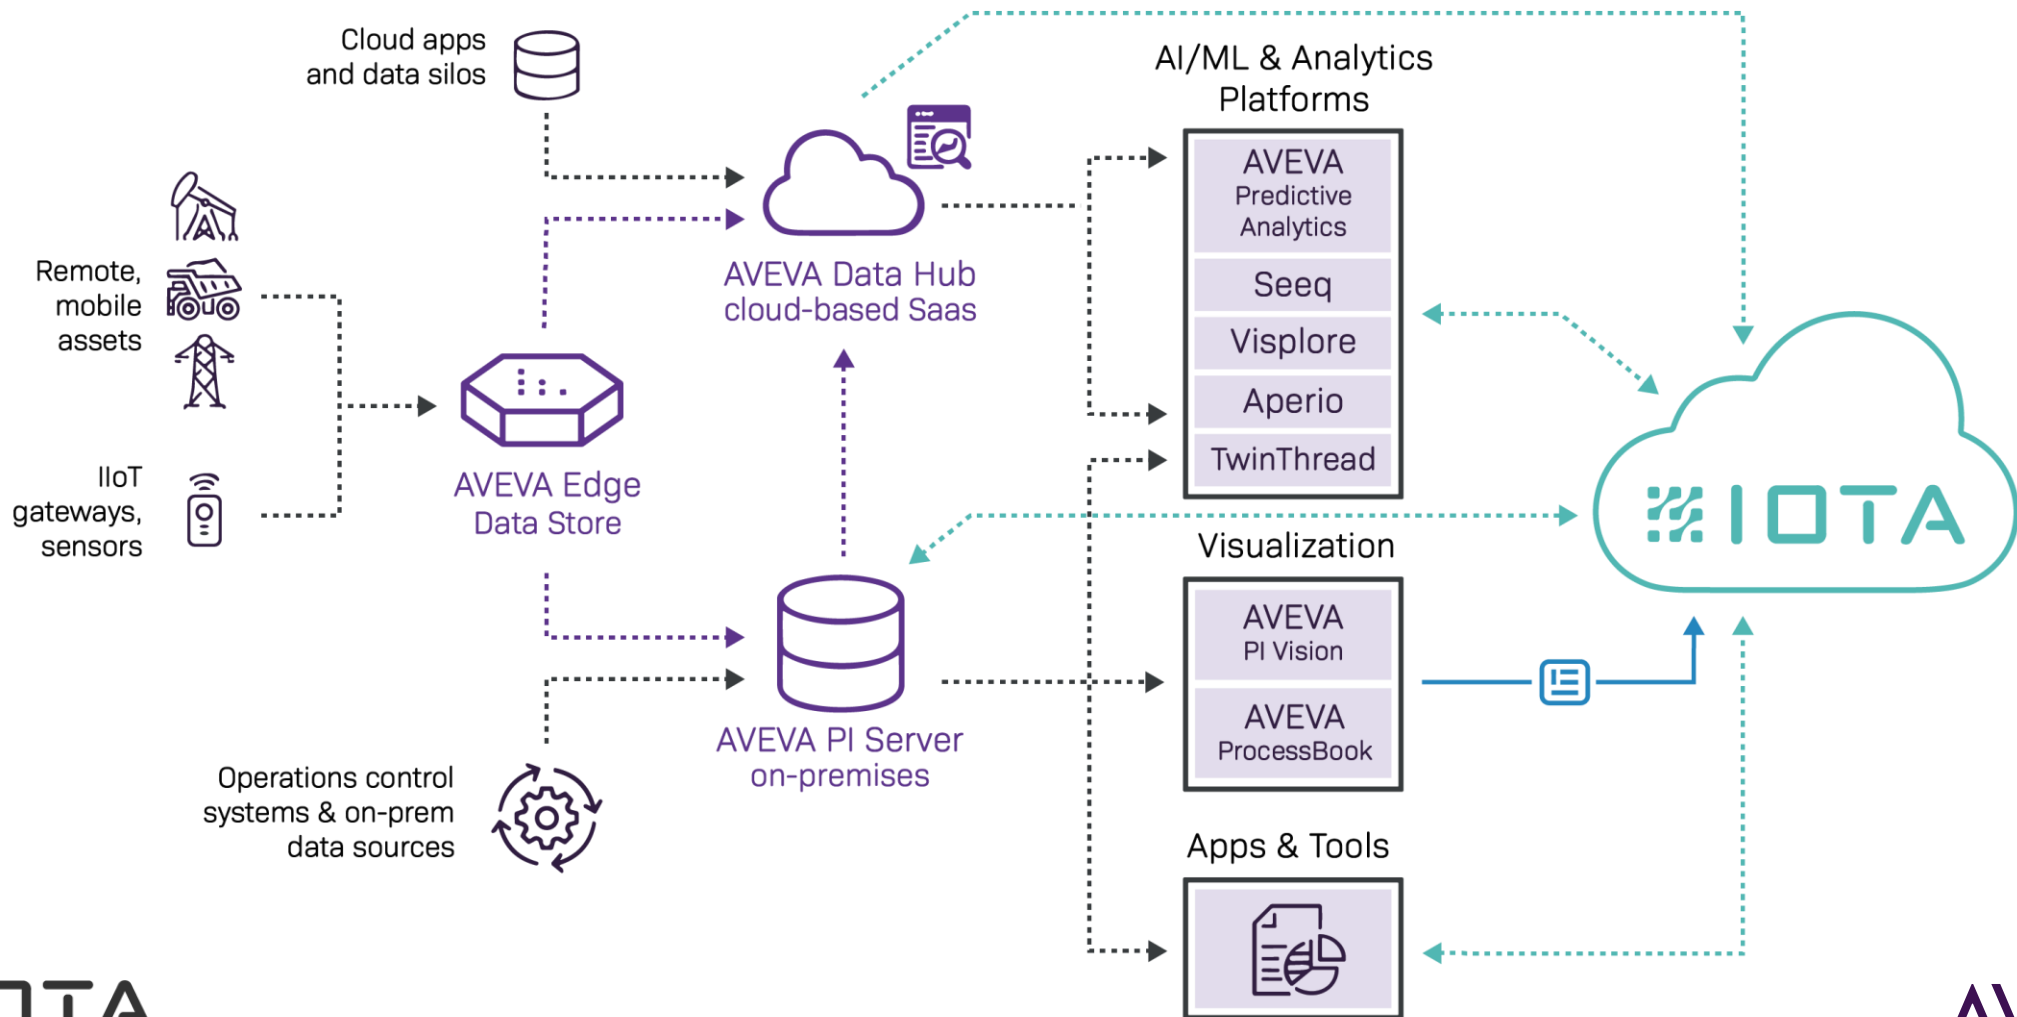 Cloud apps
and data silos
Remote,
mobile
assets
IIoT
gateways,
sensors
AVEVA Edge
Data Store
Operations control
systems & on-prem
data sources
AVEVA Data Hub
cloud-based Saas
AVEVA PI Server
on-premises
AI/ML & Analytics
Platforms
AVEVA
Predictive
Analytics
Seeq
Visplore
Aperio
TwinThread
Visualization
AVEVA
PI Vision
AVEVA
ProcessBook
Apps & Tools
IOTA